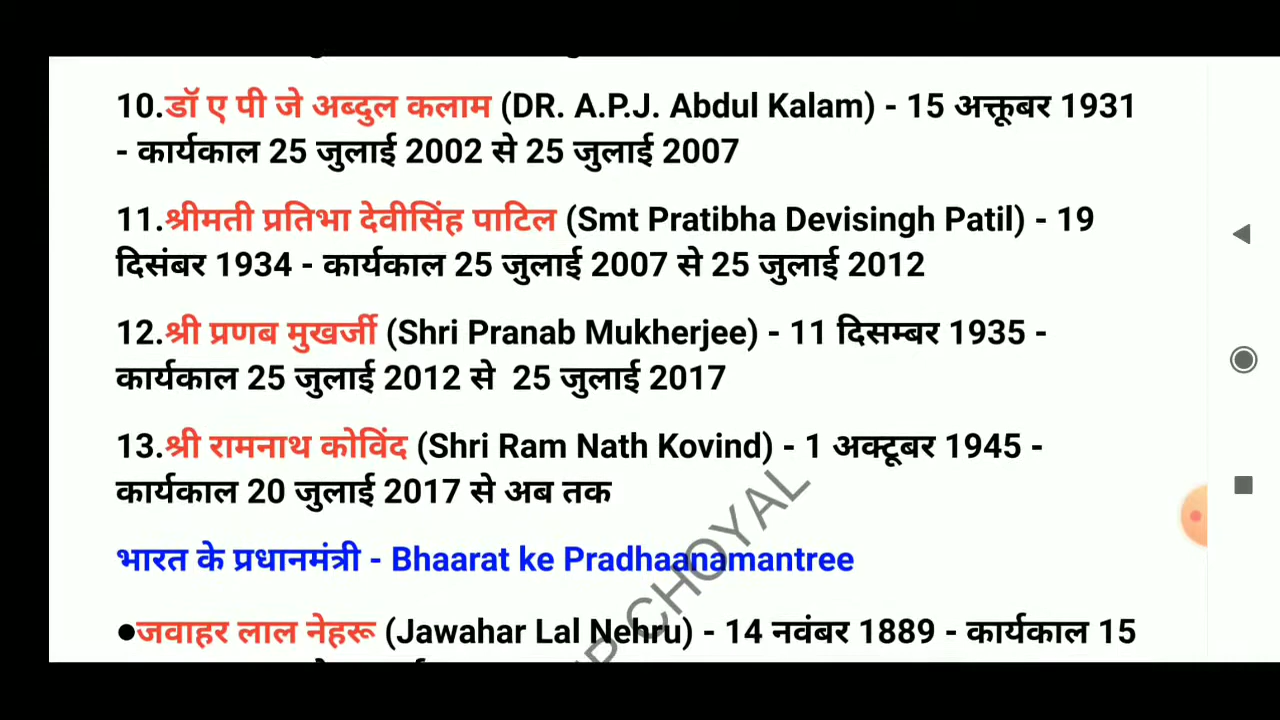 10.डॉ ए पी जे अब्दुल कलाम (DR. A.P.J. Abdul Kalam) - 15 अक्तूबर 1931
- कार्यकाल 25 जुलाई 2002 से 25 जुलाई 2007
11.श्रीमती प्रतिभा देवीसिंह पाटिल (Smt Pratibha Devisingh Patil) - 19
दिसंबर 1934 - कार्यकाल 25 जुलाई 2007 से 25 जुलाई 2012
12.श्री प्रणब मुखर्जी (Shri Pranab Mukherjee) - 11 दिसम्बर 1935 -
कार्यकाल 25 जुलाई 2012 से 25 जुलाई 2017
13.श्री रामनाथ कोविंद (Shri Ram Nath Kovind) - 1 अक्टूबर 1945 -
कार्यकाल 20 जुलाई 2017 से अब तक
भारत के प्रधानमंत्री - Bhaarat ke Pradhaanamantree
●जवाहर लाल नेहरू (Jawahar Lal Nehru) - 14 नवंबर 1889 - कार्यकाल 15
CHOYAL